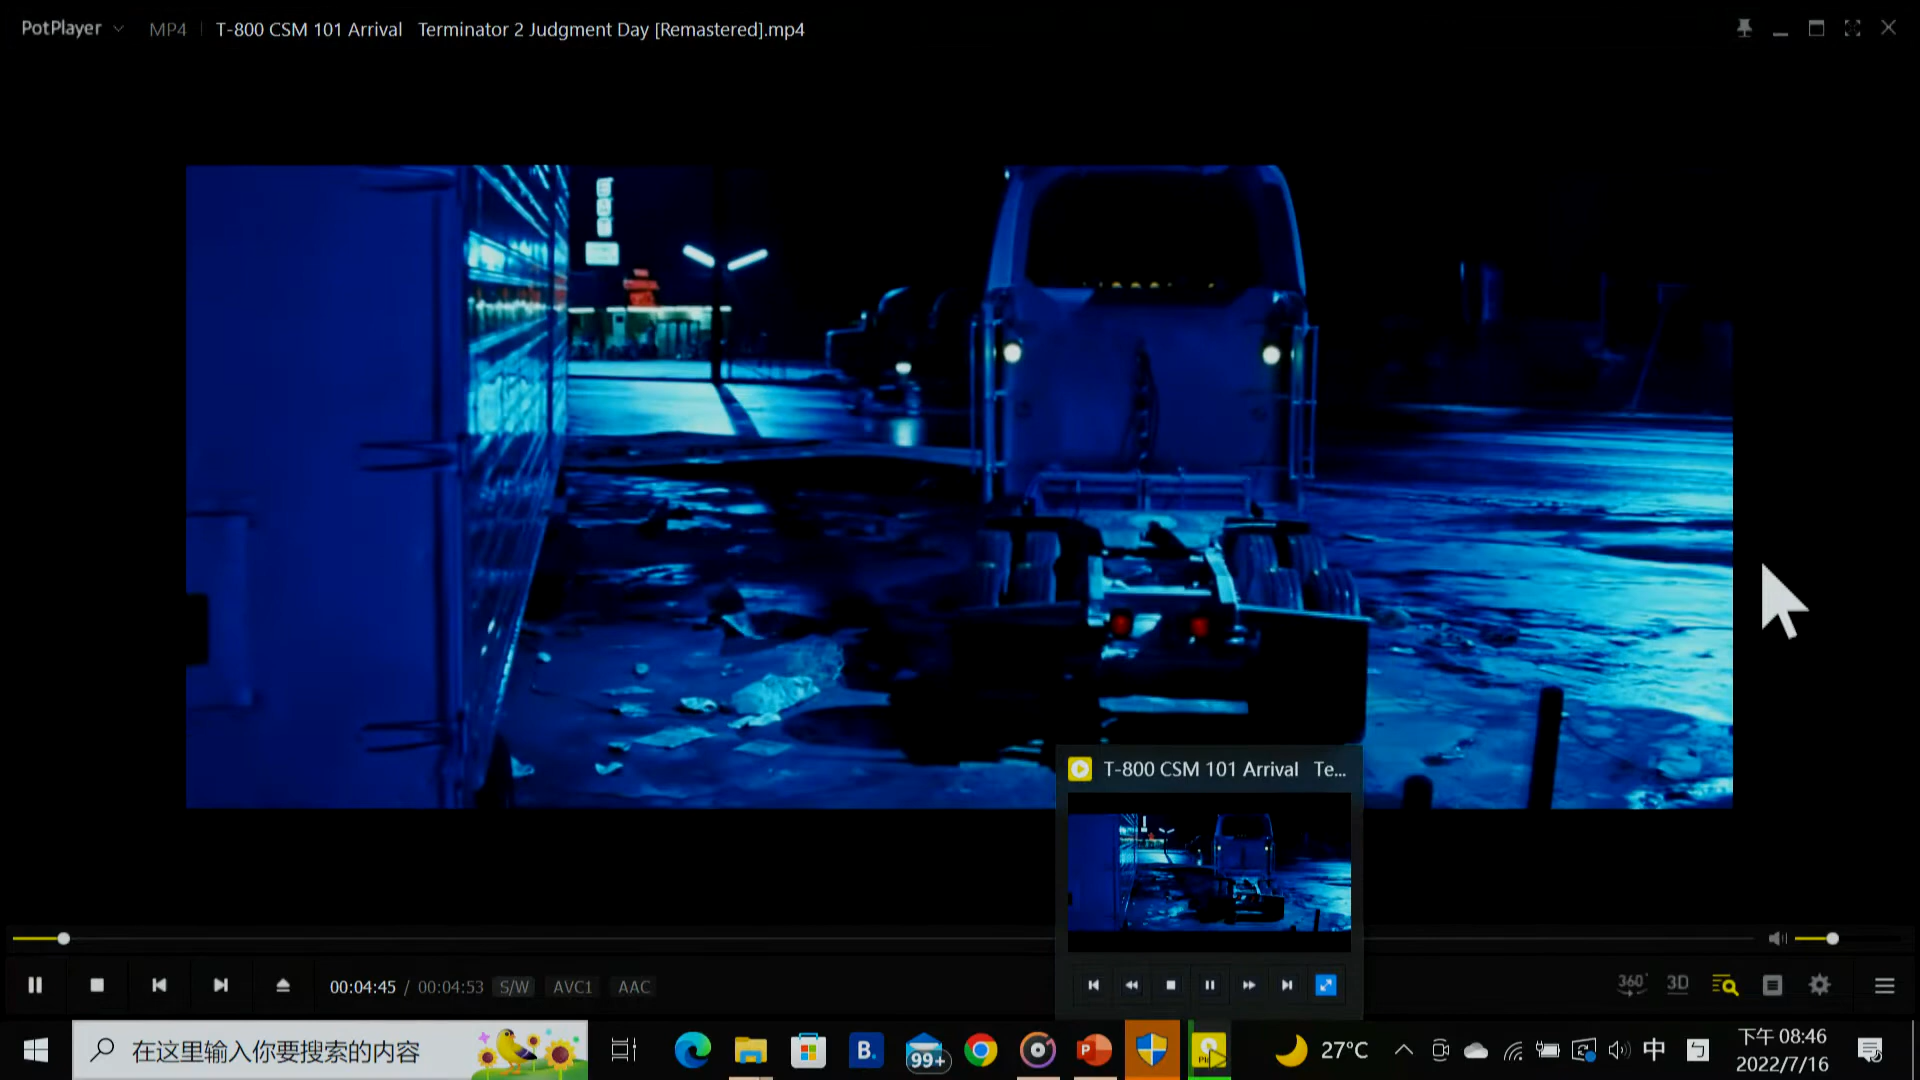 PotPlayer MP4 T-800 CSM 101 Arrival Terminator 2 Judgment Day [Remastered].mp4
T-800 CSM 101 Arrival Te...
00:04:45 / 00:04:53 S/W AVC1 AAC
360° 3D
在这里输入你要搜索的内容
B.
99+
P
27°C
中
下午 08:46
2022/7/16